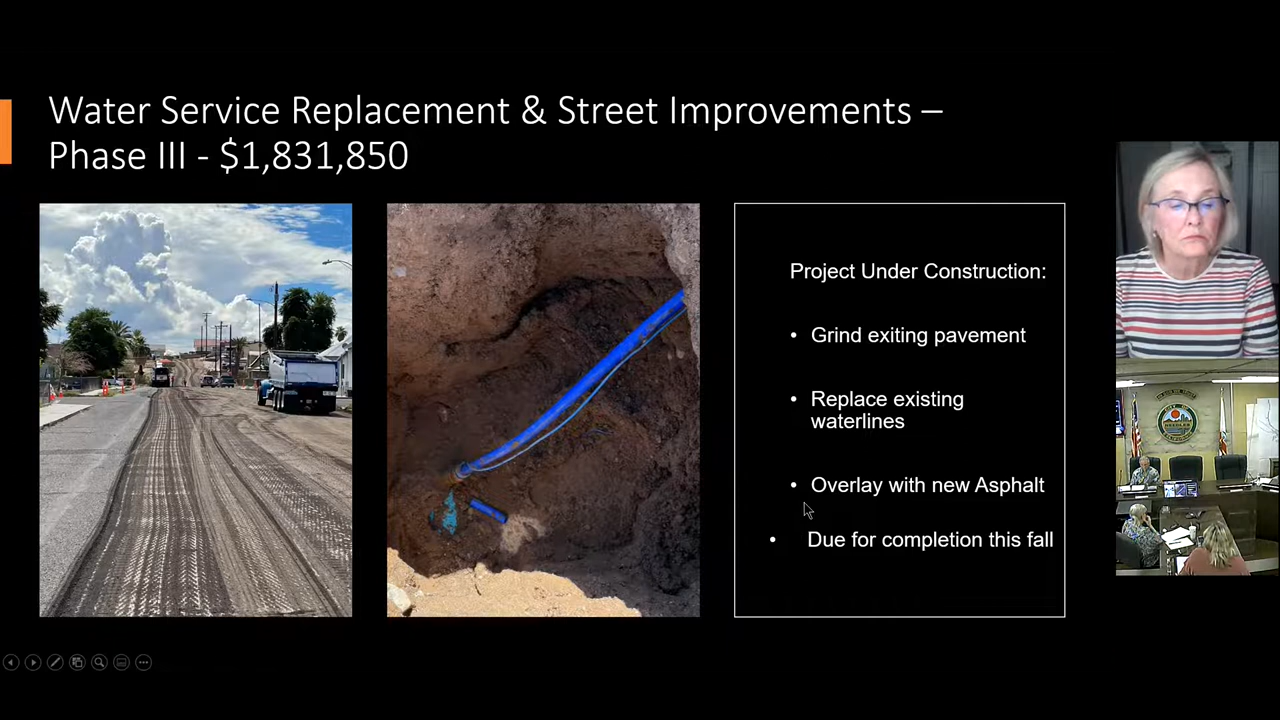 Water Service Replacement & Street Improvements –
Phase III - $1,831,850
Project Under Construction:
• Grind exiting pavement
• Replace existing
waterlines
• Overlay with new Asphalt
• Due for completion this fall
NEEDLES